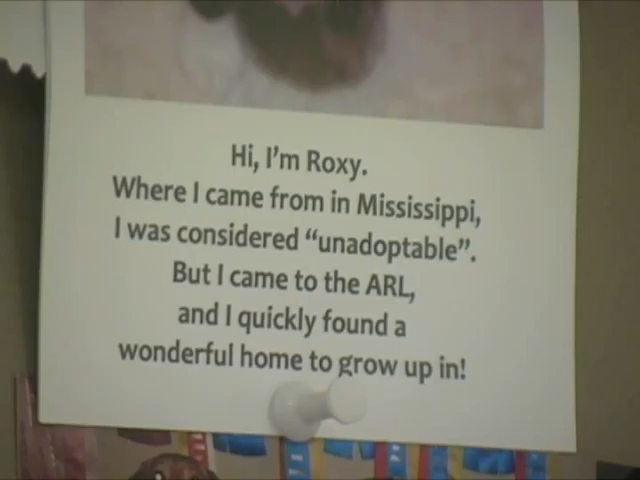 Hi, I'm Roxy.
Where I came from in Mississippi,
I was considered “unadoptable”.
But I came to the ARL,
and I quickly found a
wonderful home to grow up in!